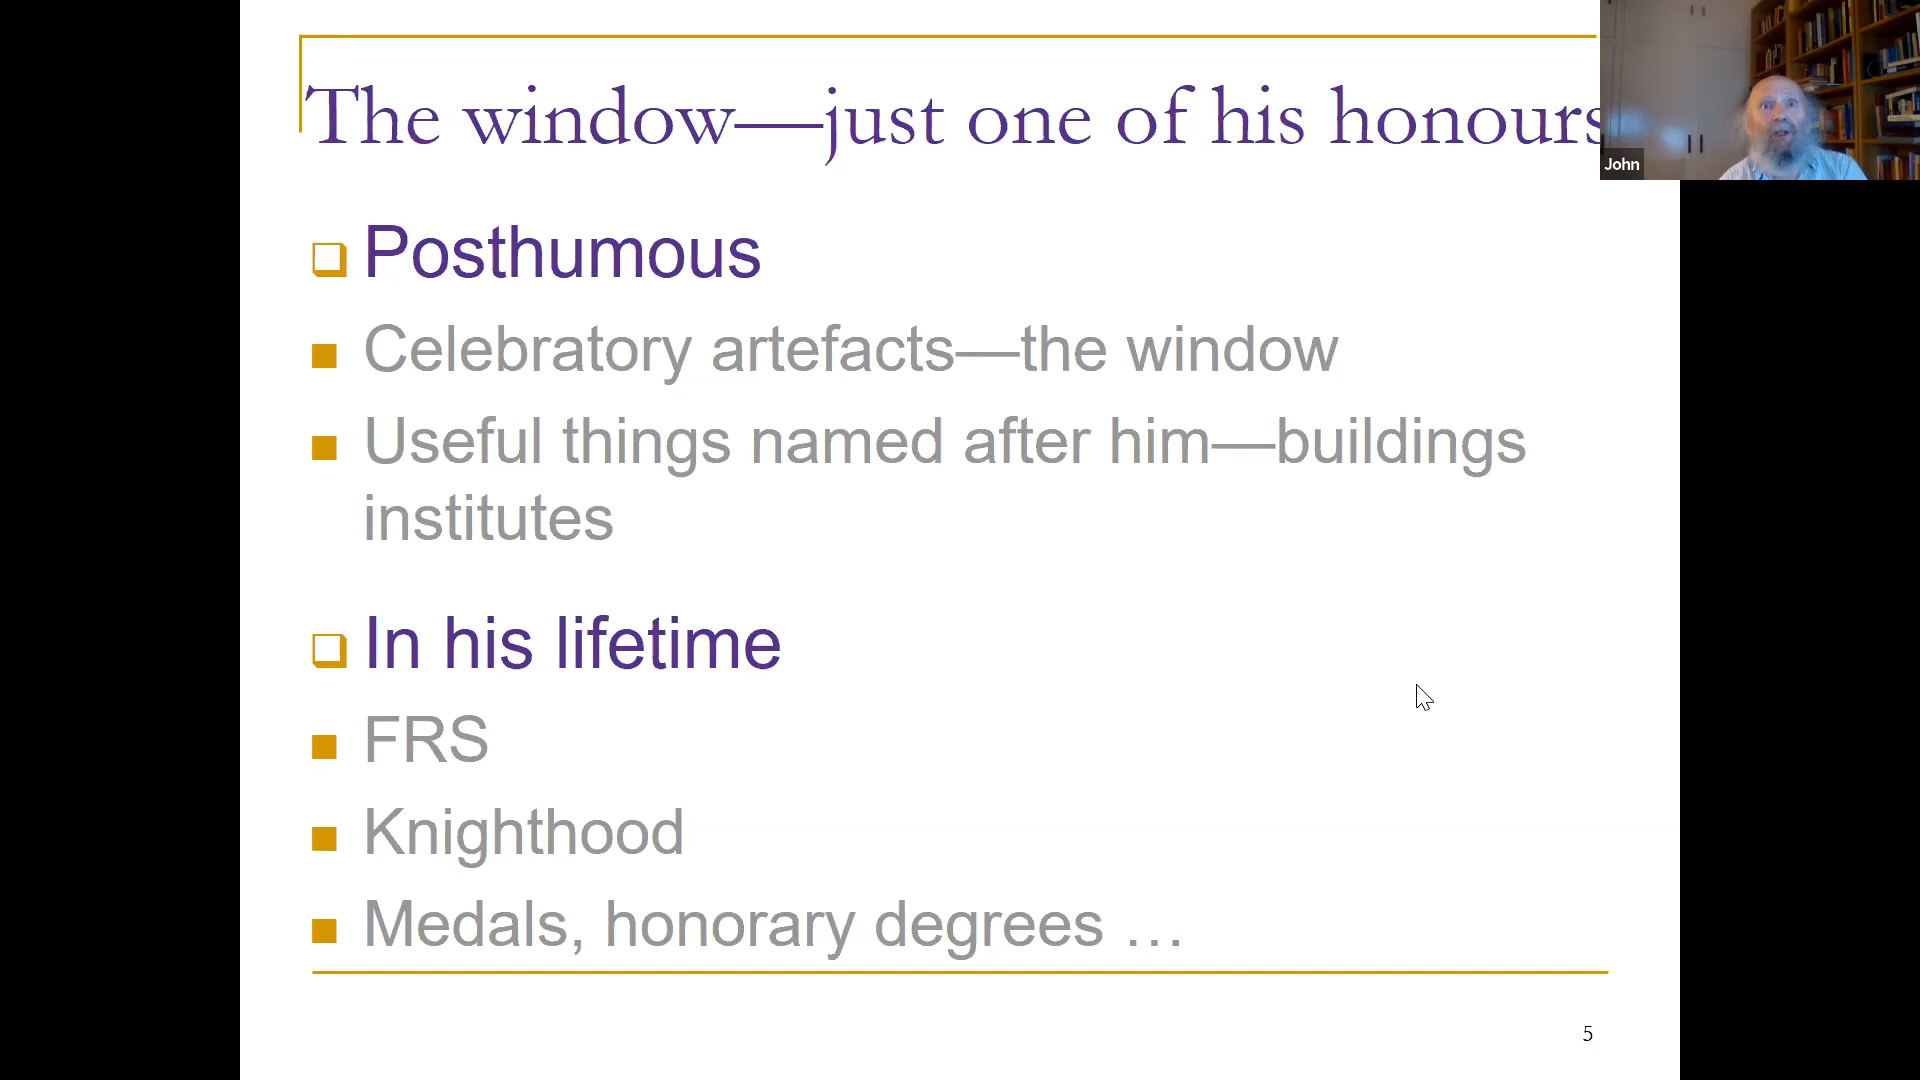 The window—just one of his honours
John
Posthumous
Celebratory artefacts—the window
Useful things named after him—buildings
institutes
In his lifetime
FRS
Knighthood
Medals, honorary degrees …
5